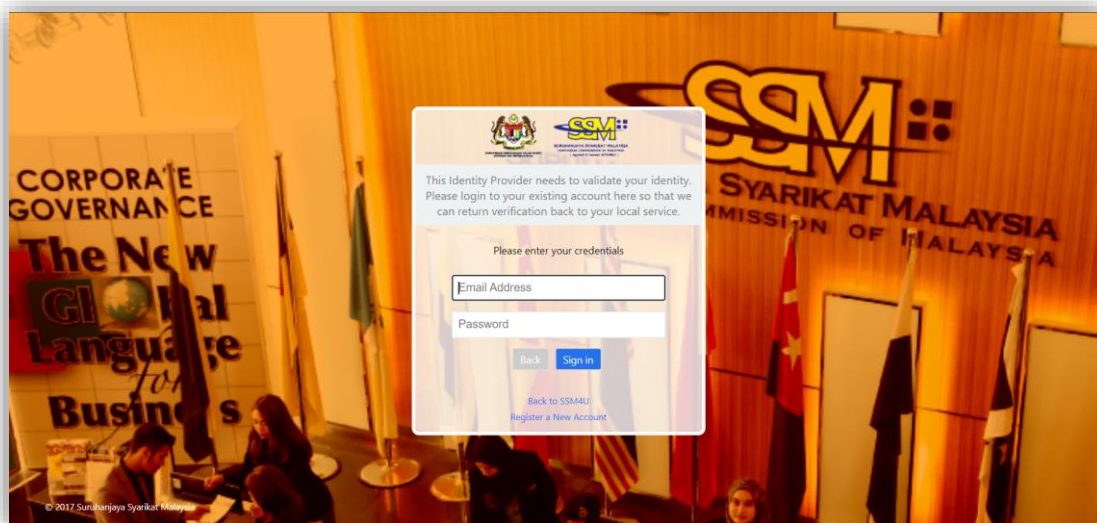 CORPORATE
GOVERNANCE
The New
Global
Language
for
Business
SSM
SYARIKAT MALAYSIA
OF MALAYSIA
SSM
SURUHANJAYA SYARIKAT MALAYSIA
This Identity Provider needs to validate your identity.
Please login to your existing account here so that we
can return verification back to your local service.
Please enter your credentials
Email Address
Password
Back
Sign in
Back to SSM4U
Register a New Account
© 2017 Suruhanjaya Syarikat Malaysia